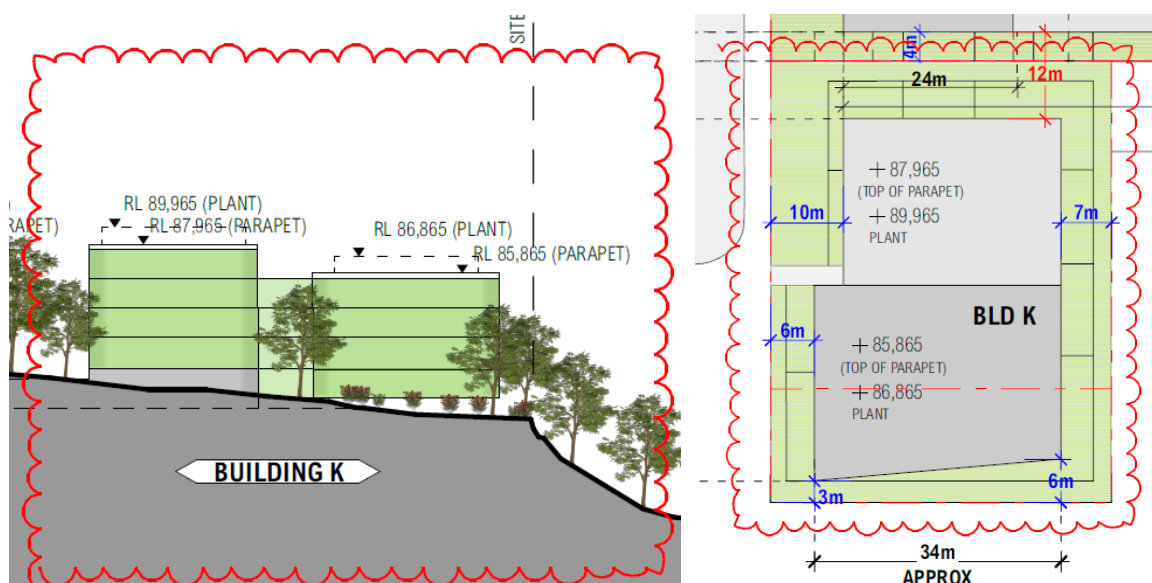 SITE
RL 89,965 (PLANT)
RL 87,965 (PARAPET)
RAPET)
RL 86,865 (PLANT)
RL 85,865 (PARAPET)
BUILDING K
4m
24m
12m
87,965
(TOP OF PARAPET)
89,965
PLANT
10m
7m
BLD K
6m
85,865
(TOP OF PARAPET)
86,865
PLANT
3m
6m
34m
APPROX